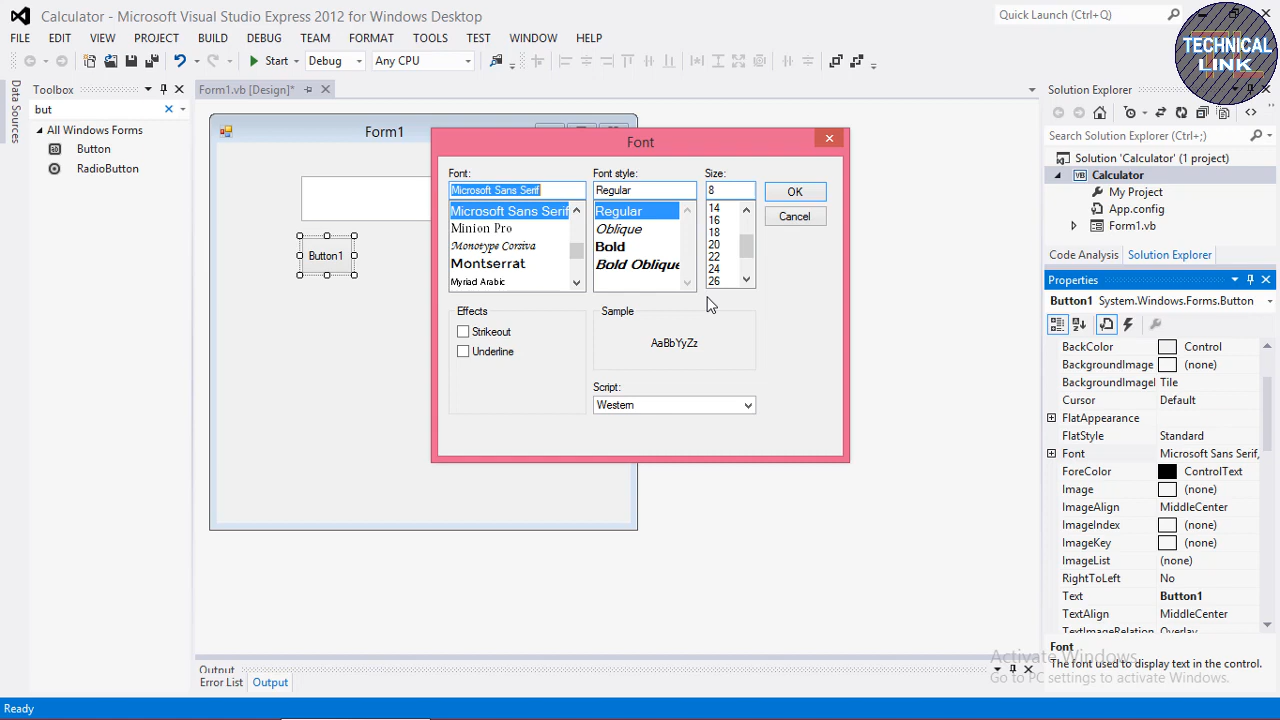 Calculator - Microsoft Visual Studio Express 2012 for Windows Desktop
Quick Launch (Ctrl+Q)
FILE EDIT VIEW PROJECT BUILD DEBUG TEAM FORMAT TOOLS TEST WINDOW HELP
TECHNICAL
LINK
Start Debug Any CPU
Data Sources
Toolbox
but
All Windows Forms
Button
RadioButton
Form1.vb [Design]*
Form1
Button1
Font
Font: Font style: Size:
Microsoft Sans Serif Regular 8
OK
Cancel
Microsoft Sans Serif
Minion Pro
Monotype Corsiva
Montserrat
Myriad Arabic
Regular
Oblique
Bold
Bold Oblique
14
16
18
20
22
24
26
Effects
Strikeout
Underline
Sample
AaBbYyZz
Script:
Western
Solution Explorer
Search Solution Explorer (Ctrl+;)
Solution 'Calculator' (1 project)
Calculator
My Project
App.config
Form1.vb
Code Analysis Solution Explorer
Properties
Button1 System.Windows.Forms.Button
BackColor Control
BackgroundImage (none)
BackgroundImageL Tile
Cursor Default
FlatAppearance
FlatStyle Standard
Font Microsoft Sans Serif,
ForeColor ControlText
Image (none)
ImageAlign MiddleCenter
ImageIndex (none)
ImageKey (none)
ImageList (none)
RightToLeft No
Text Button1
TextAlign MiddleCenter
TextImageRelation Overlay
Font
The font used to display text in the control.
Activate Windows
Go to PC settings to activate Windows.
Output
Error List Output
Ready